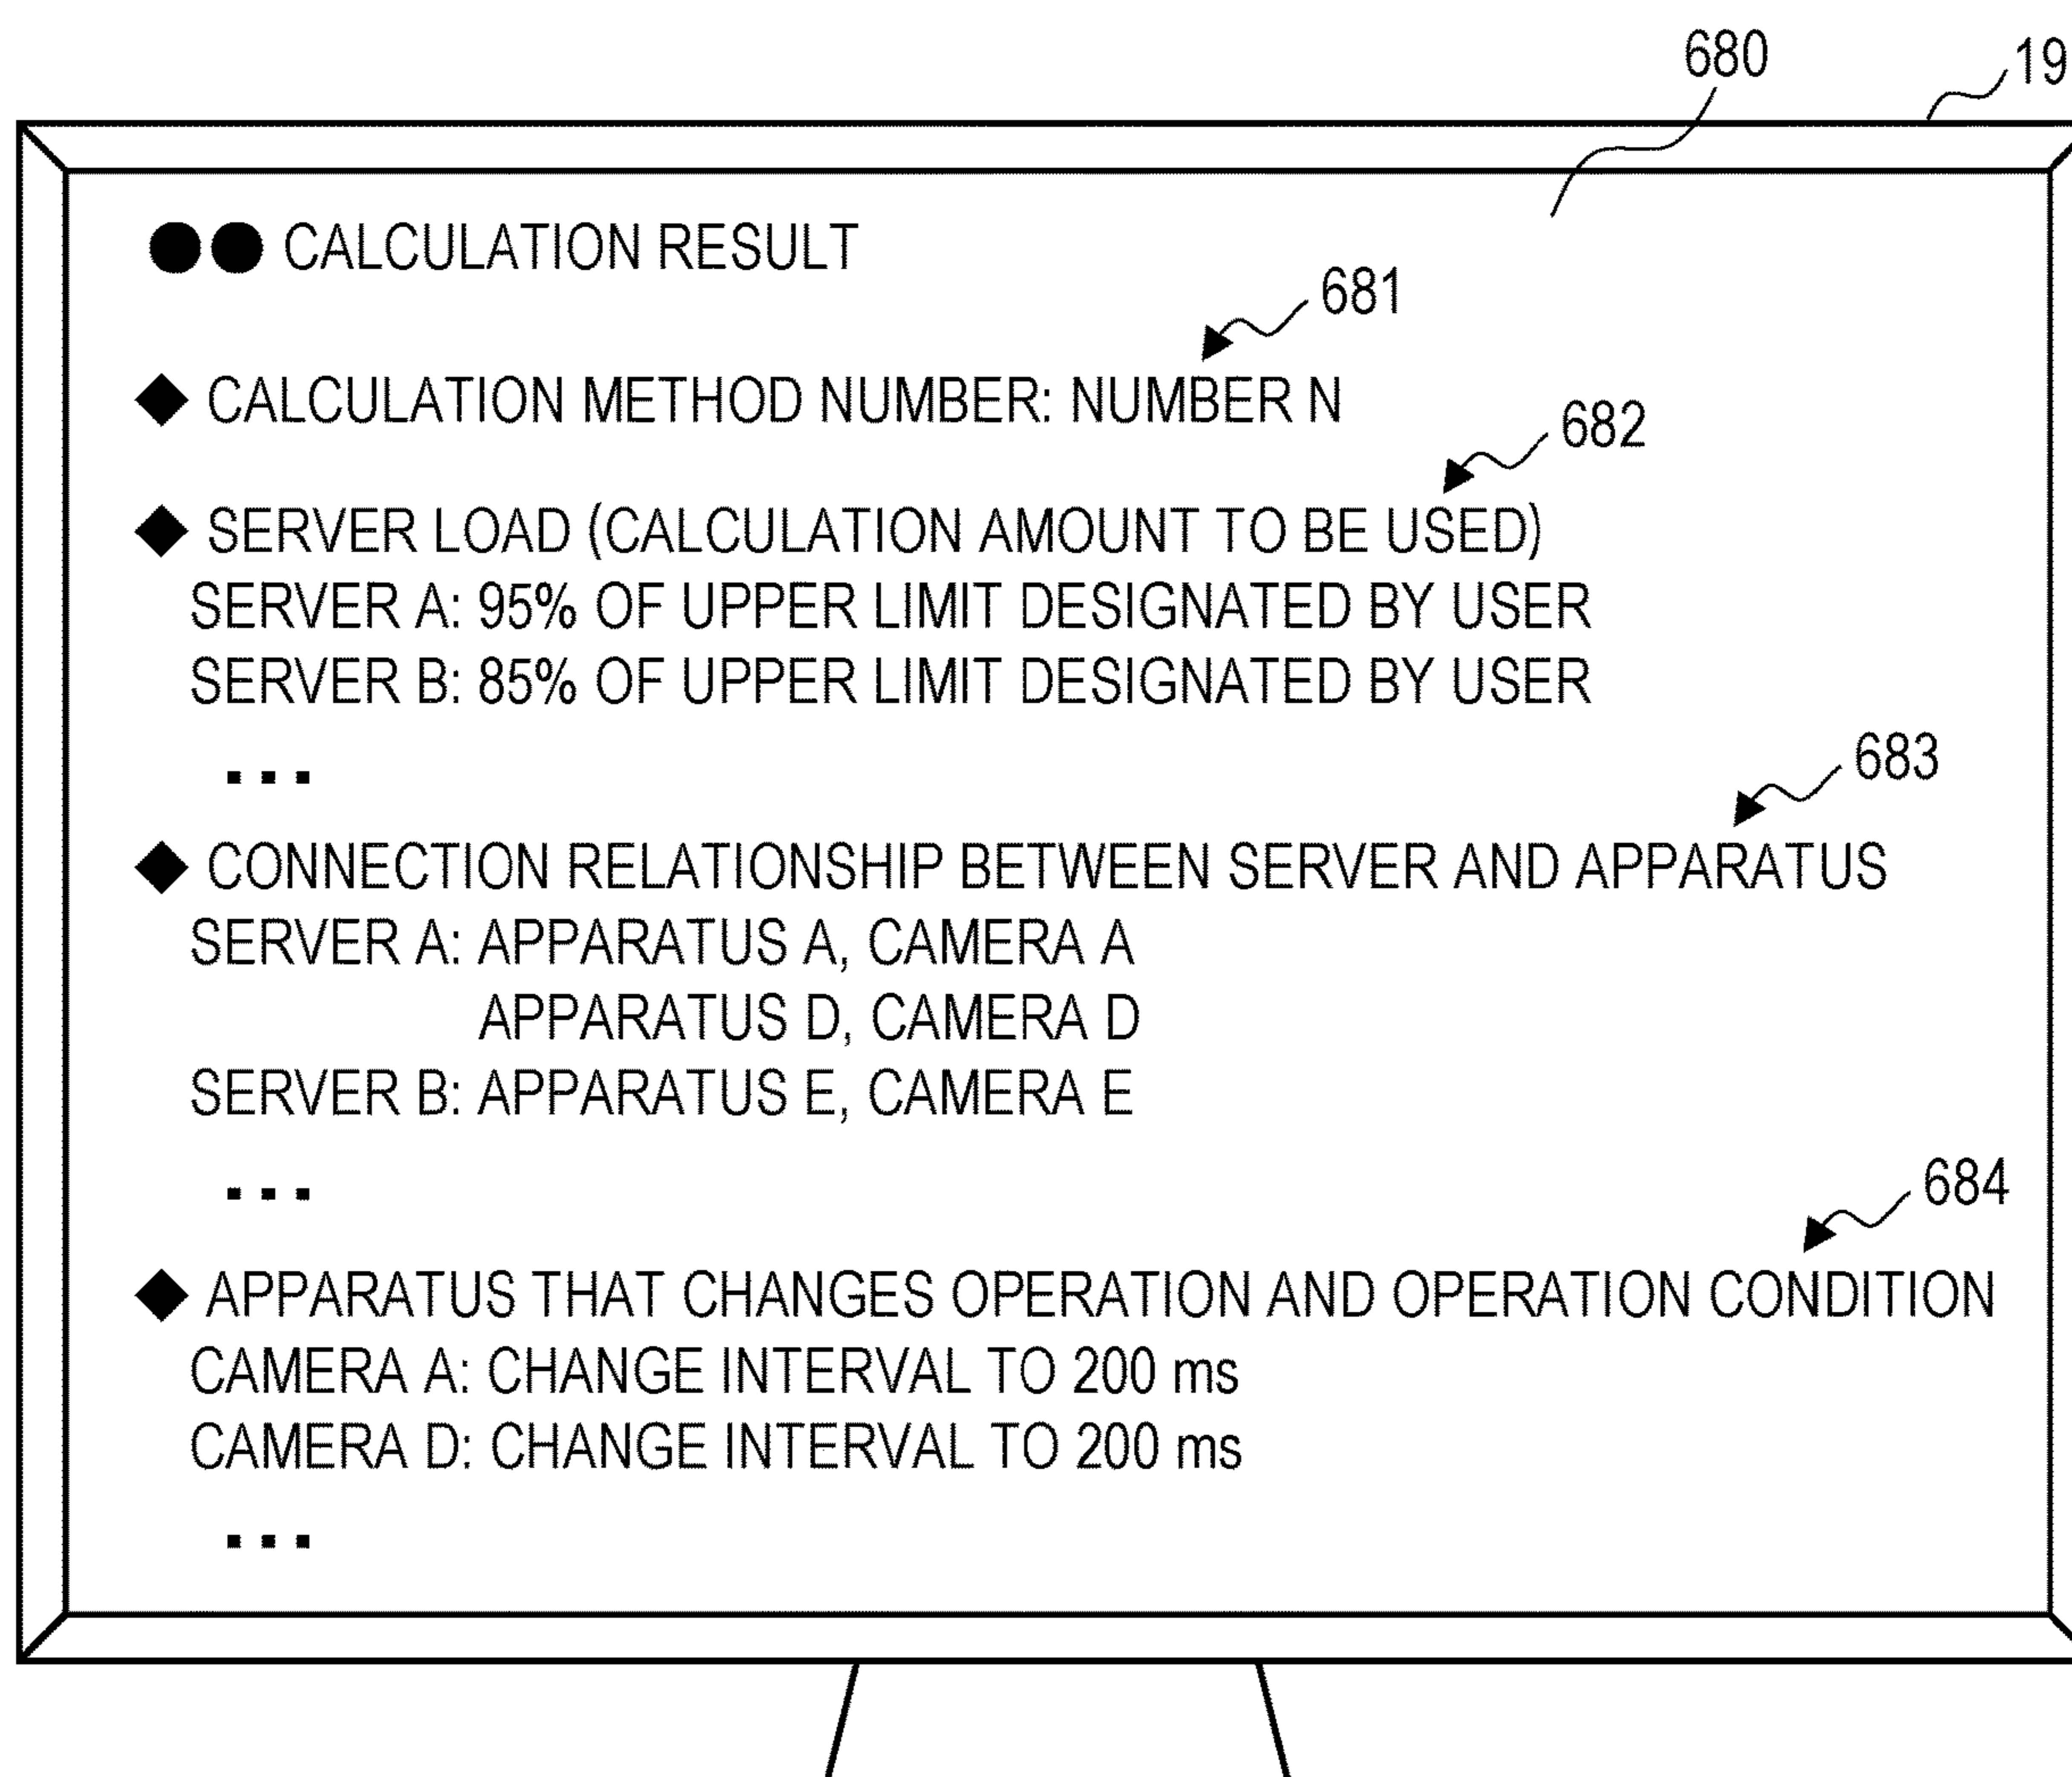 680
19
●● CALCULATION RESULT
681
◆ CALCULATION METHOD NUMBER: NUMBER N
682
◆ SERVER LOAD (CALCULATION AMOUNT TO BE USED)
SERVER A: 95% OF UPPER LIMIT DESIGNATED BY USER
SERVER B: 85% OF UPPER LIMIT DESIGNATED BY USER
...
683
◆ CONNECTION RELATIONSHIP BETWEEN SERVER AND APPARATUS
SERVER A: APPARATUS A, CAMERA A
APPARATUS D, CAMERA D
SERVER B: APPARATUS E, CAMERA E
...
684
◆ APPARATUS THAT CHANGES OPERATION AND OPERATION CONDITION
CAMERA A: CHANGE INTERVAL TO 200 ms
CAMERA D: CHANGE INTERVAL TO 200 ms
...